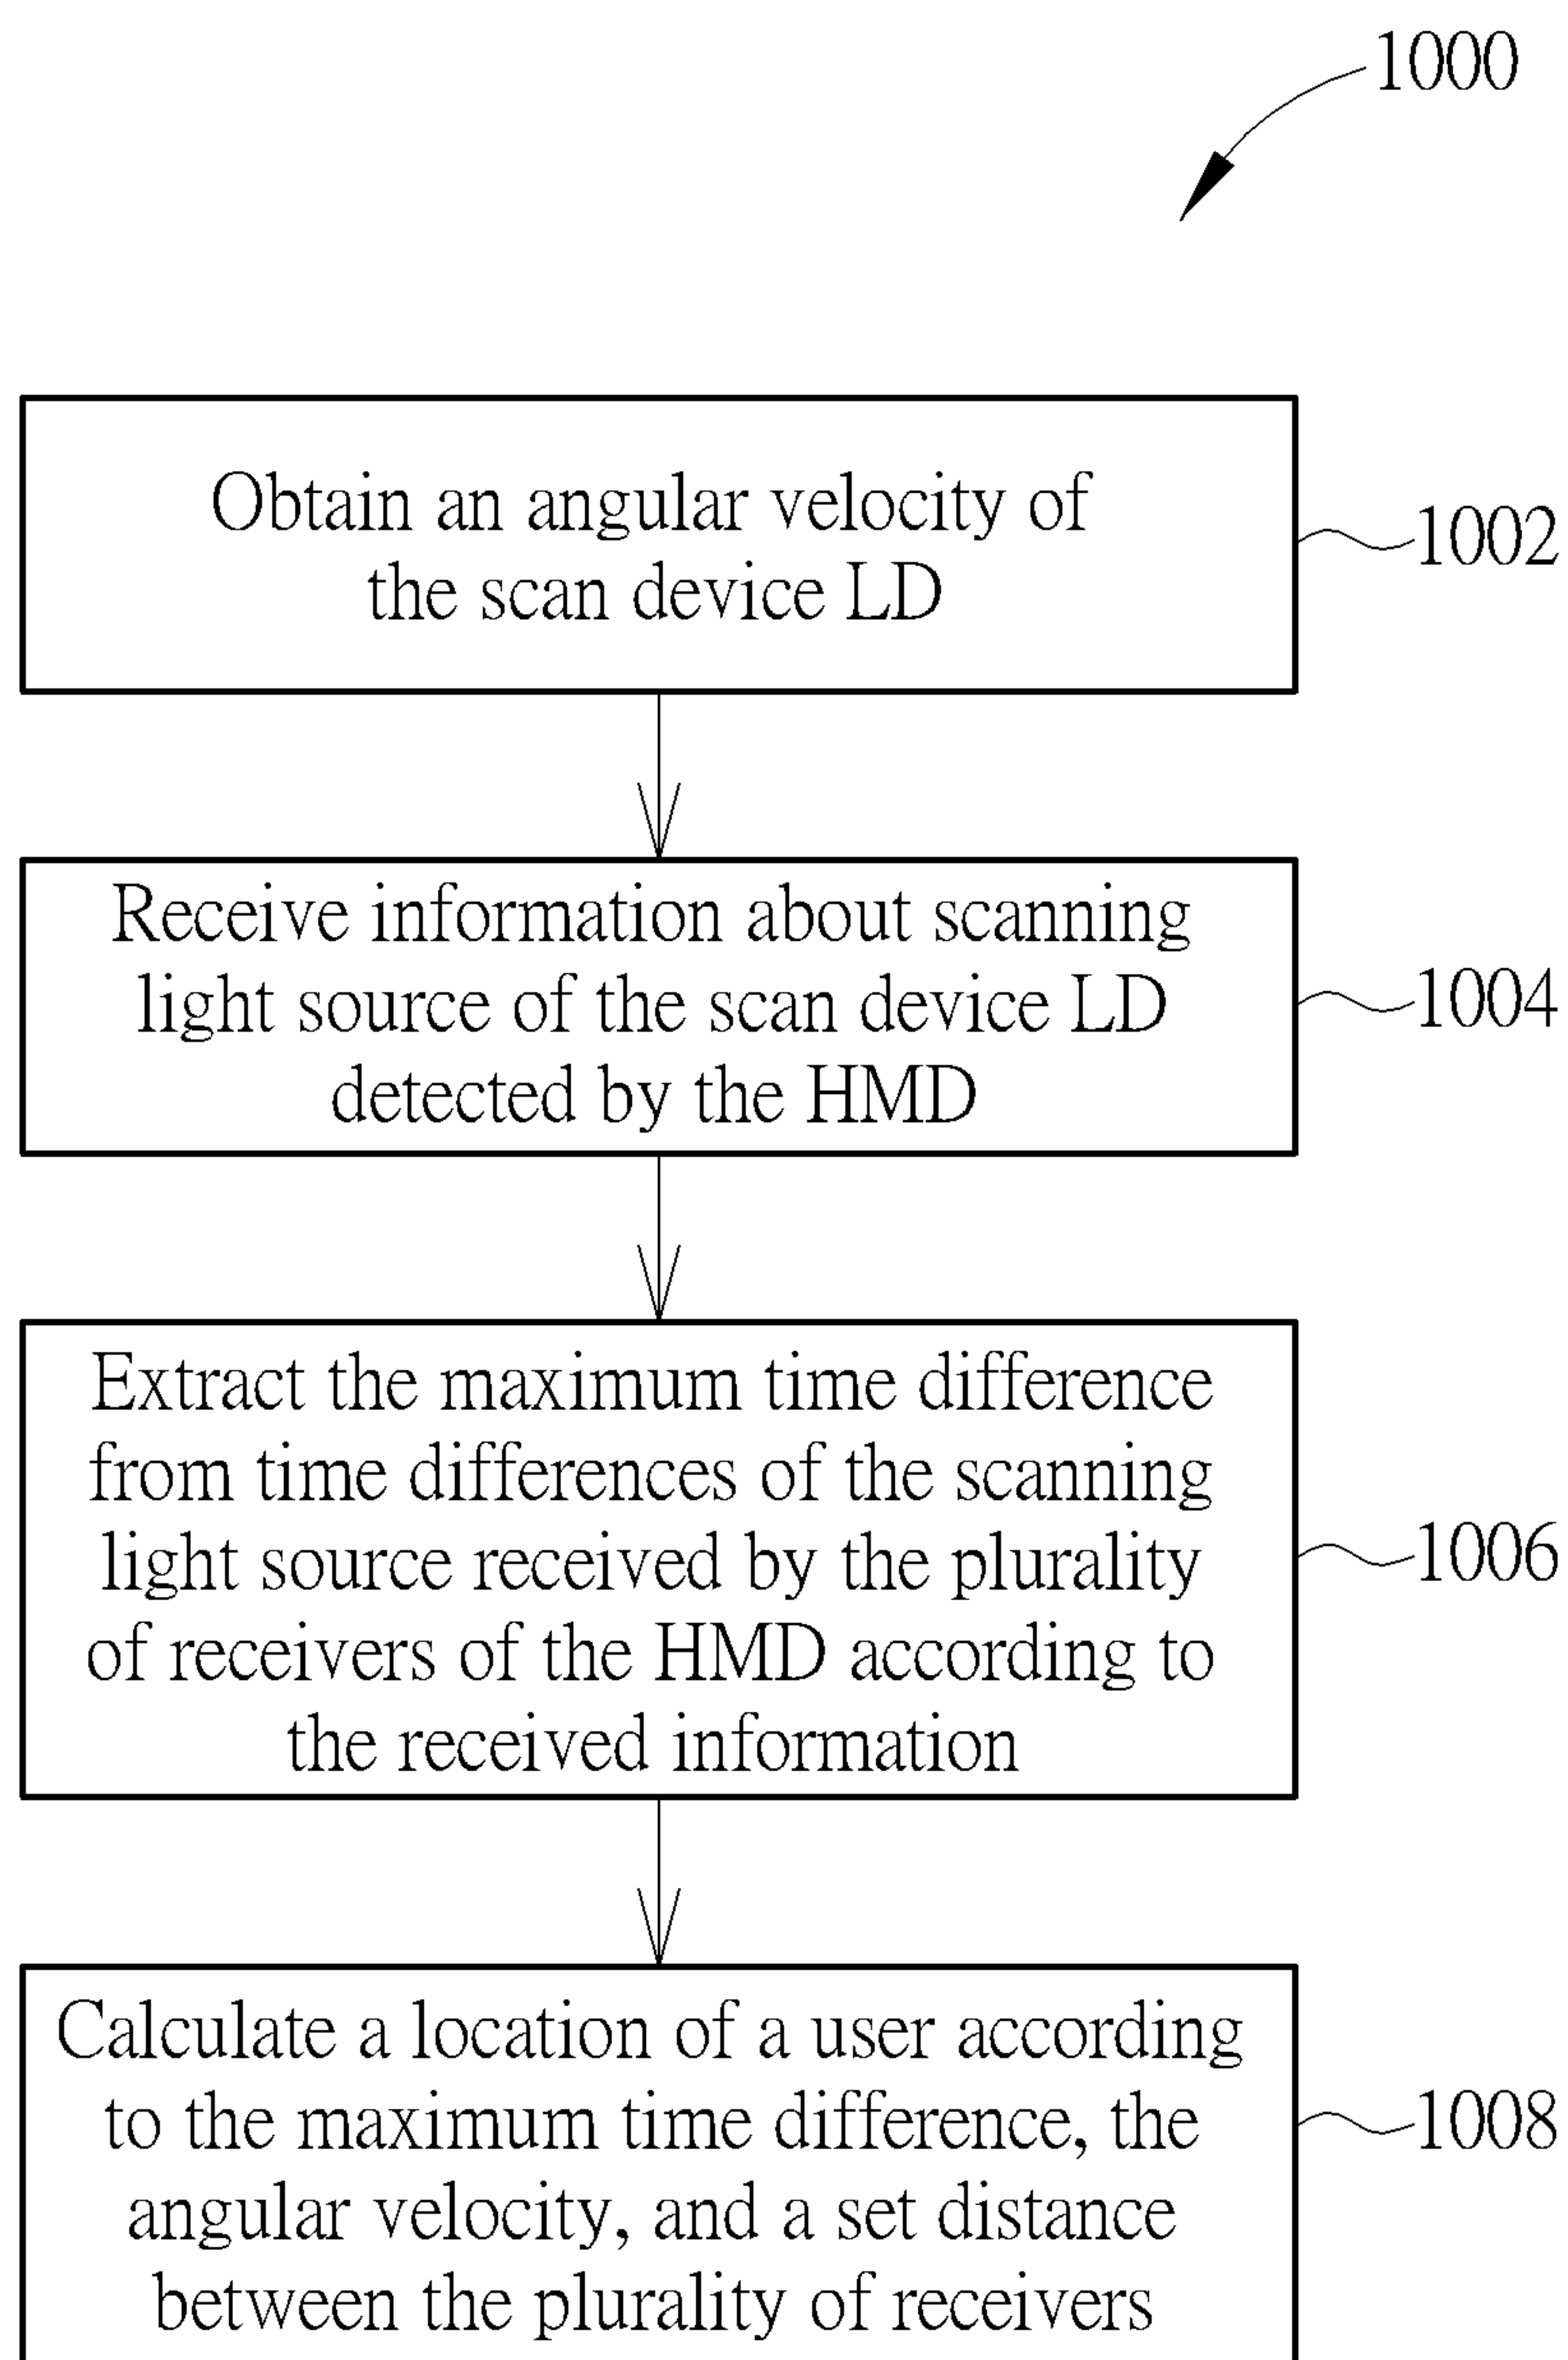 1000
Obtain an angular velocity of
the scan device LD
1002
Receive information about scanning
light source of the scan device LD
detected by the HMD
1004
Extract the maximum time difference
from time differences of the scanning
light source received by the plurality
of receivers of the HMD according to
the received information
1006
Calculate a location of a user according
to the maximum time difference, the
angular velocity, and a set distance
between the plurality of receivers
1008